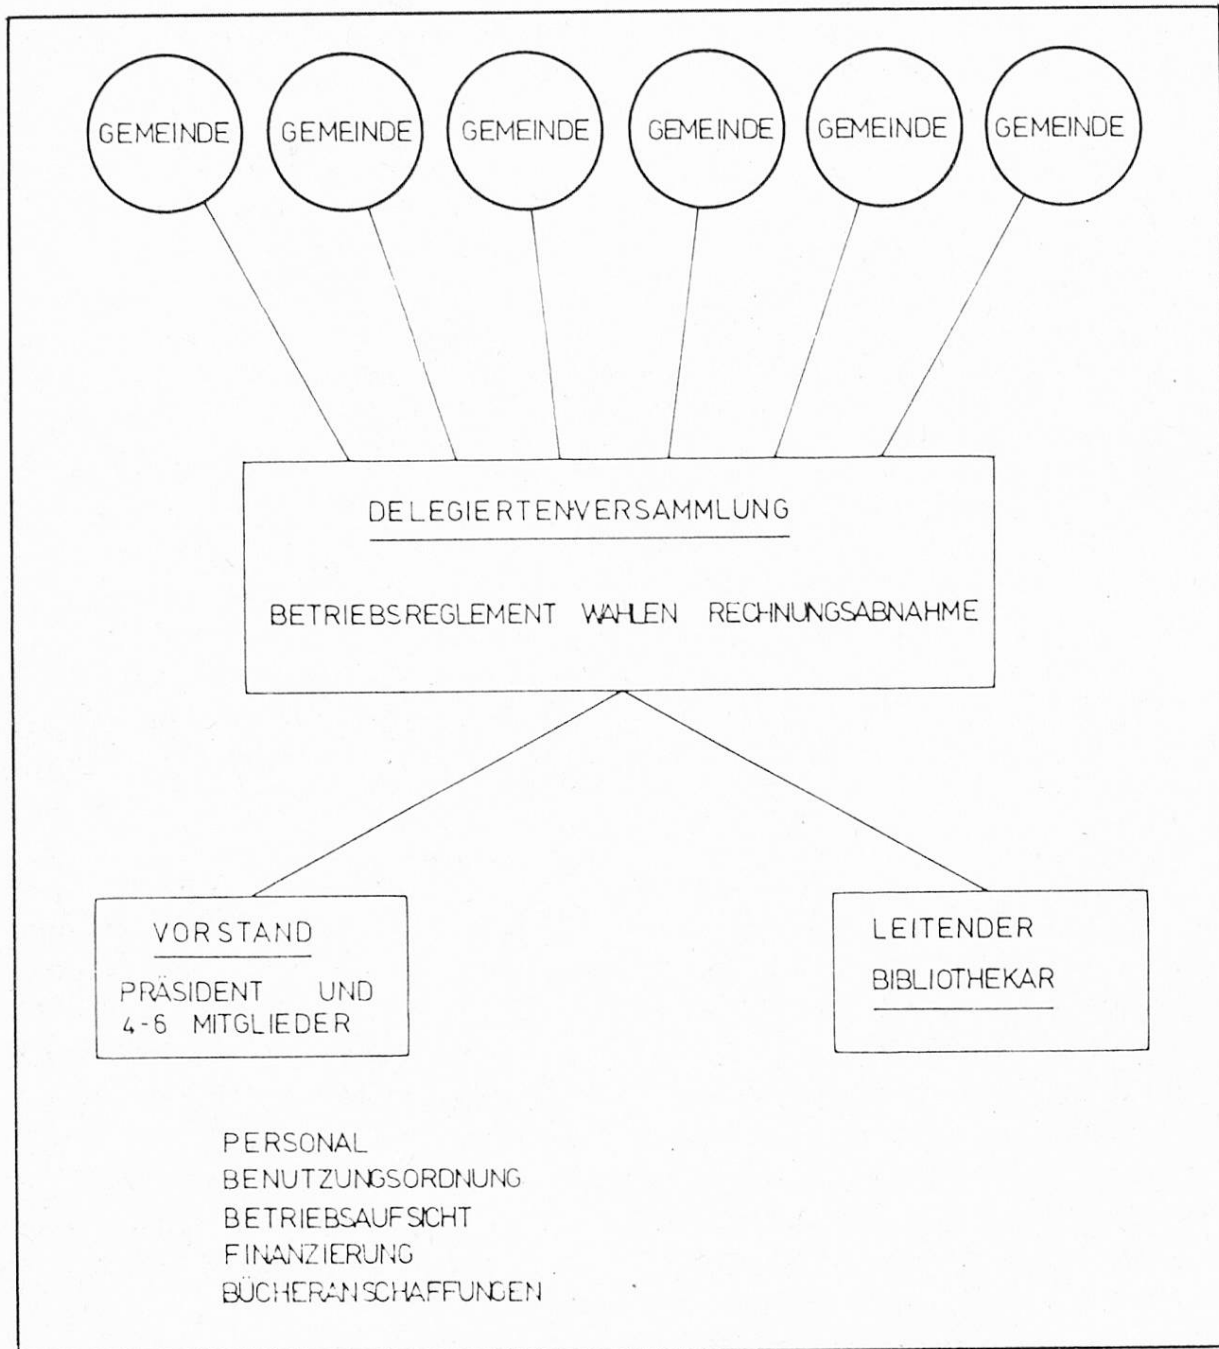 GEMEINDE GEMEINDE GEMEINDE GEMEINDE GEMEINDE GEMEINDE
DELEGIERTENVERSAMMLUNG
BETRIEBSREGLEMENT WAHLEN RECHNUNGSABNAHME
VORSTAND
PRÄSIDENT UND
4-6 MITGLIEDER
LEITENDER
BIBLIOTHEKAR
PERSONAL
BENUTZUNGSORDNUNG
BETRIEBSAUFSICHT
FINANZIERUNG
BÜCHERANSCHAFFUNGEN